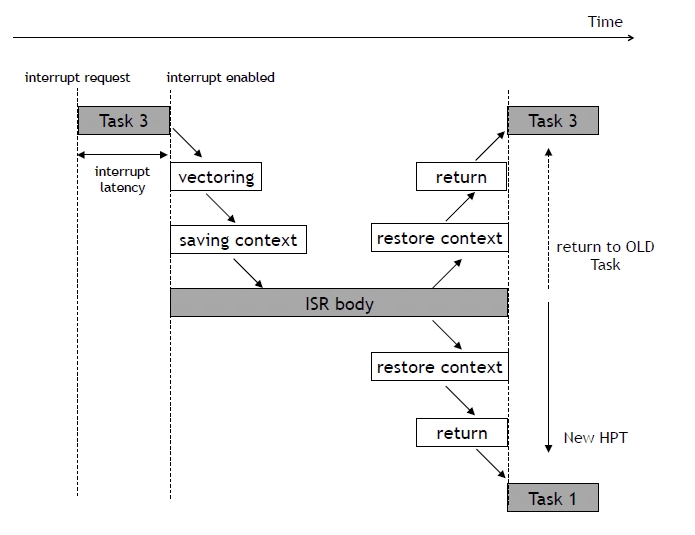 Time
interrupt request
interrupt enabled
Task 3
Task 3
interrupt
latency
vectoring
return
saving context
restore context
return to OLD
Task
ISR body
restore context
return
New HPT
Task 1